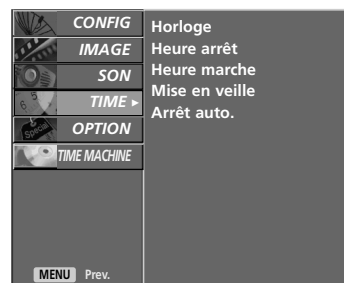 CONFIG
IMAGE
SON
TIME ►
OPTION
TIME MACHINE
Horloge
Heure arrêt
Heure marche
Mise en veille
Arrêt auto.
MENU Prev.